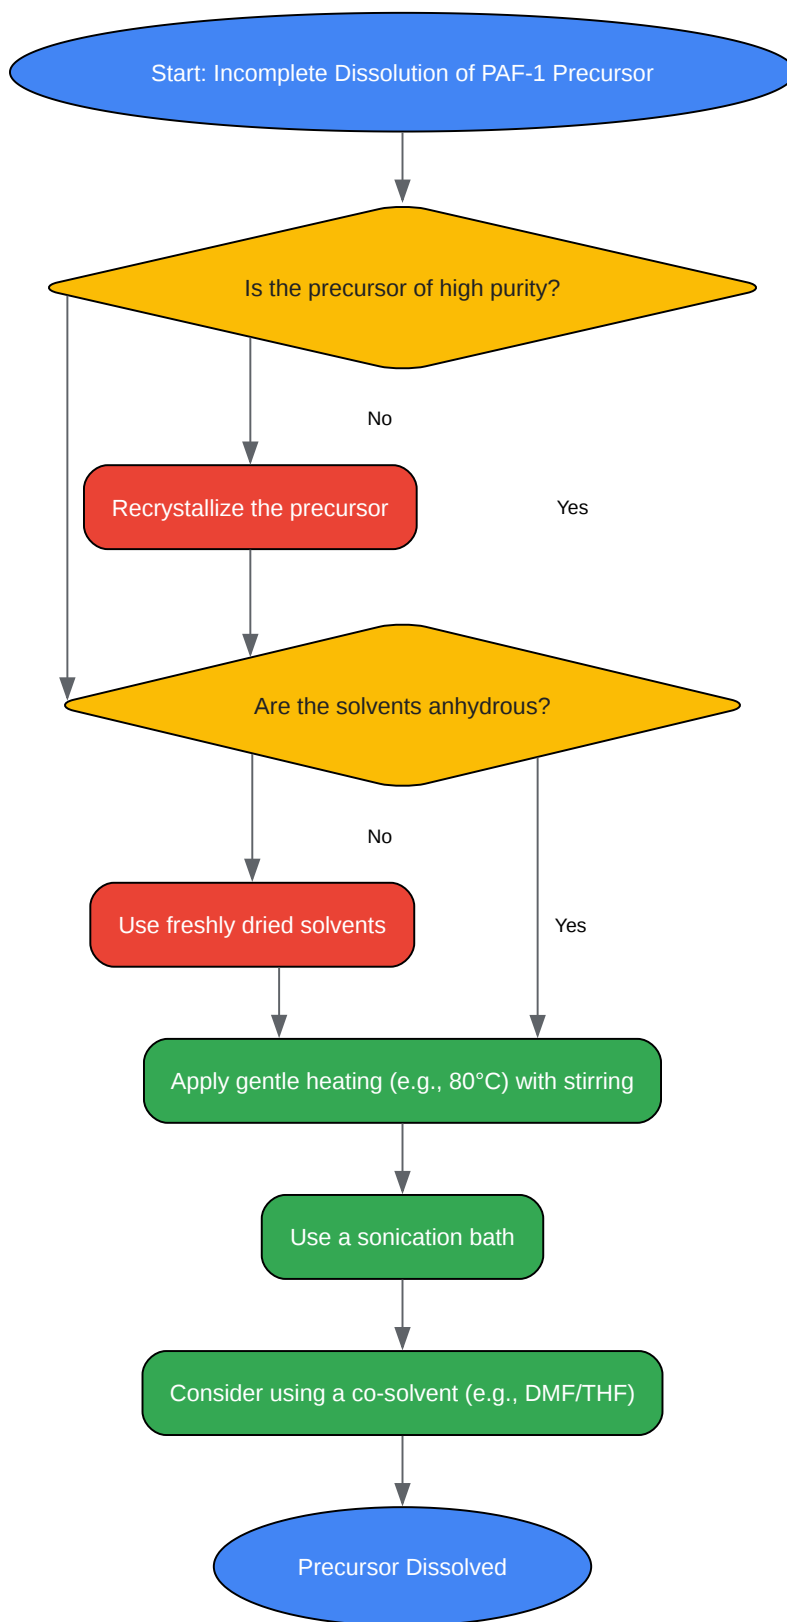 Start: Incomplete Dissolution of PAF-1 Precursor
Is the precursor of high purity?
No
Recrystallize the precursor
Yes
Are the solvents anhydrous?
No
Use freshly dried solvents
Yes
Apply gentle heating (e.g., 80°C) with stirring
Use a sonication bath
Consider using a co-solvent (e.g., DMF/THF)
Precursor Dissolved